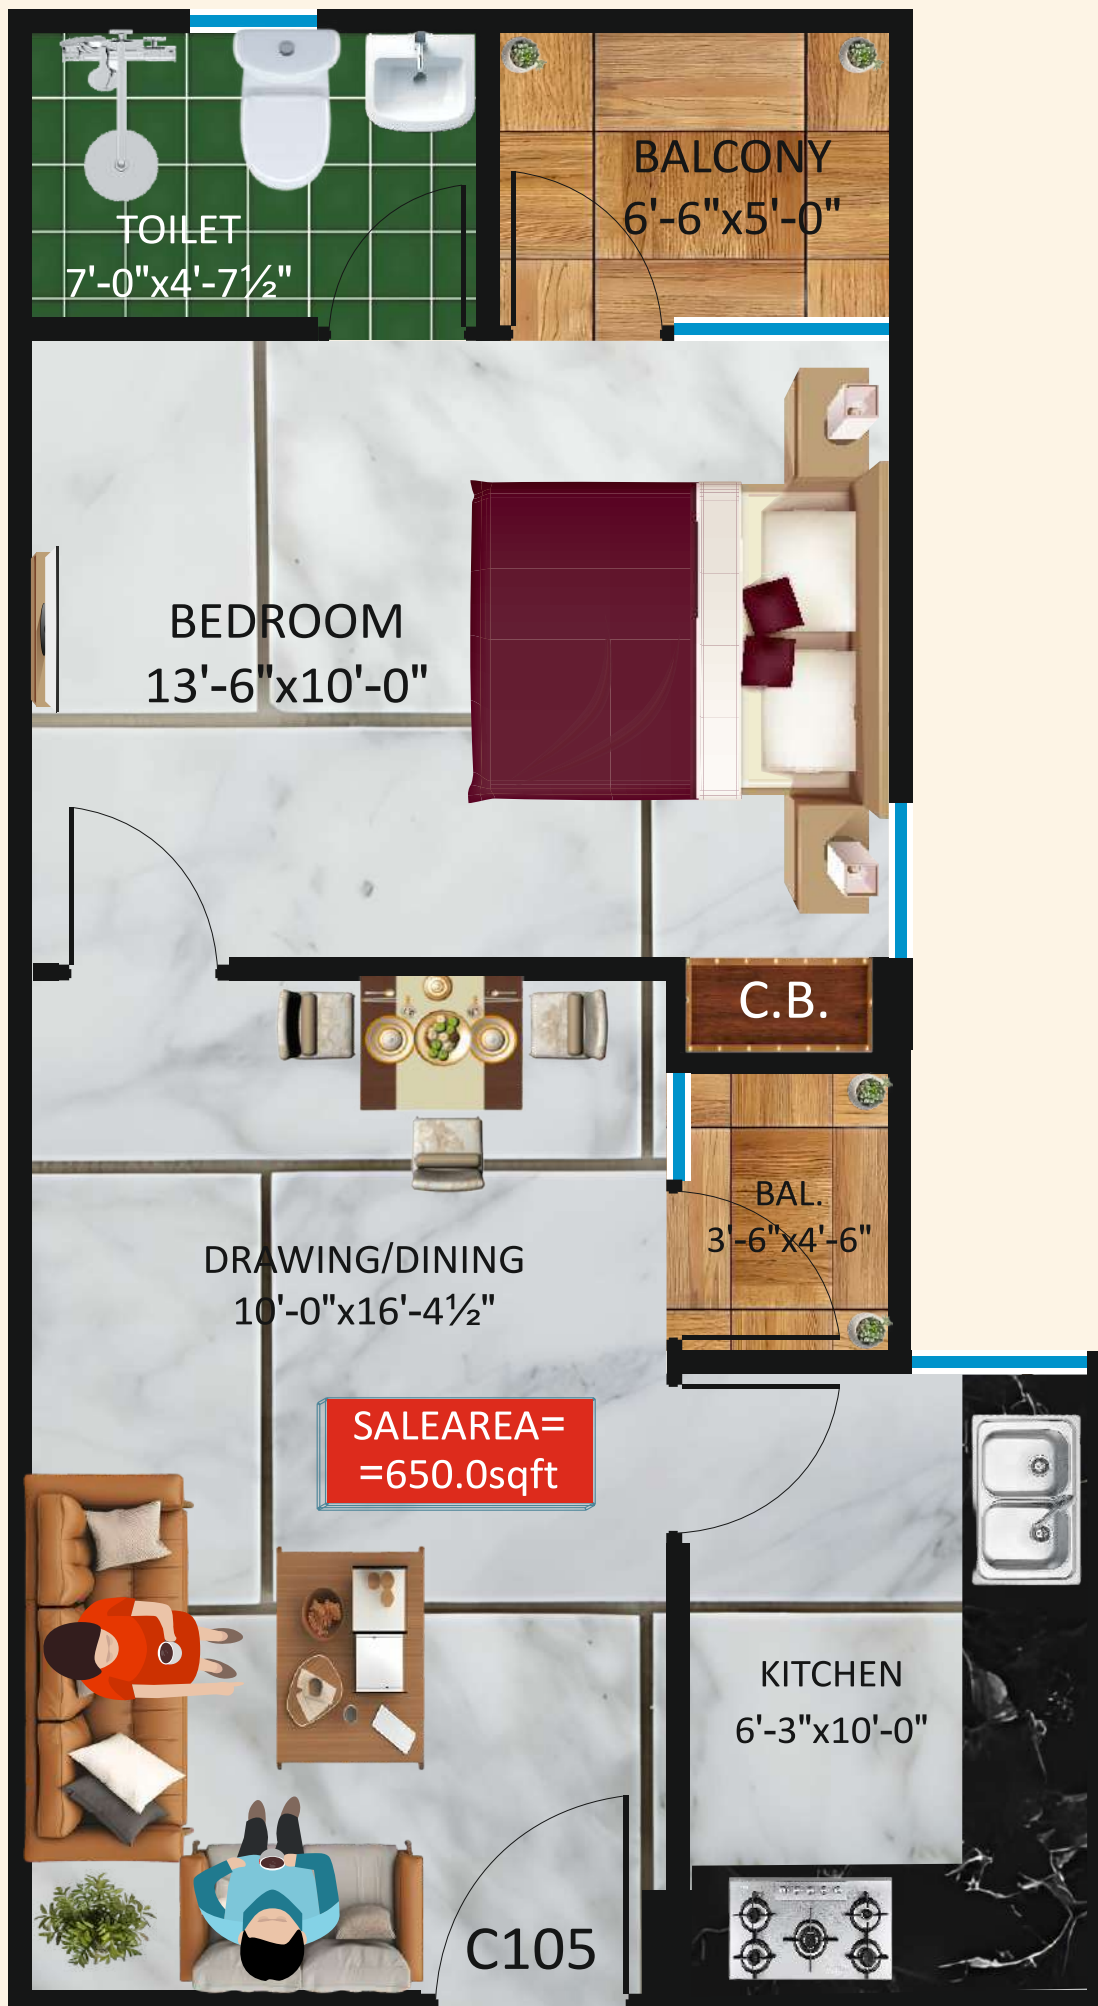 BALCONY
6'-6"x5'-0"
TOILET
7'-0"x4'-7½"
BEDROOM
13'-6"x10'-0"
C.B.
BAL.
3'-6"x4'-6"
DRAWING/DINING
10'-0"x16'-4½"
SALEAREA=
=650.0sqft
KITCHEN
6'-3"x10'-0"
C105